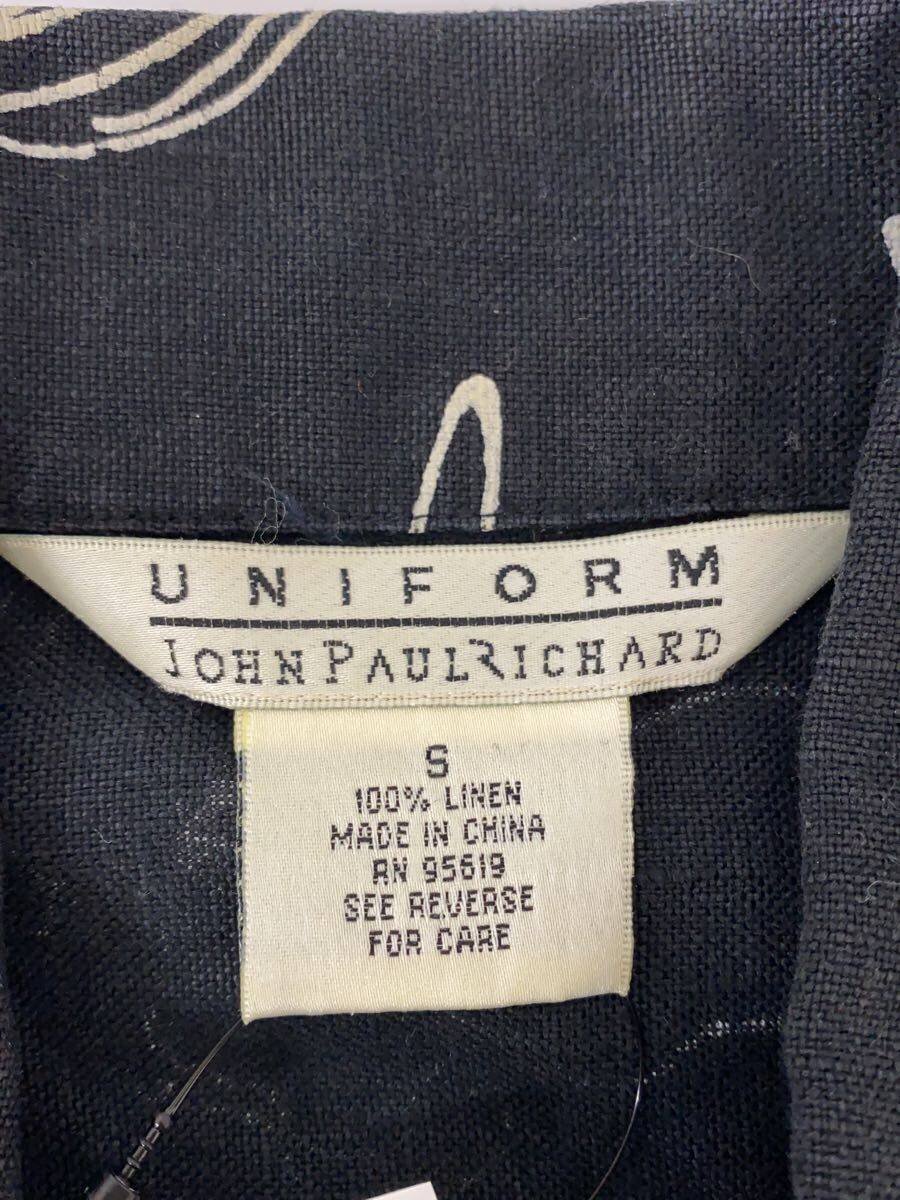 UNIFORM
JOHN PAUL RICHARD
S
100% LINEN
MADE IN CHINA
RN 95619
SEE REVERSE
FOR CARE